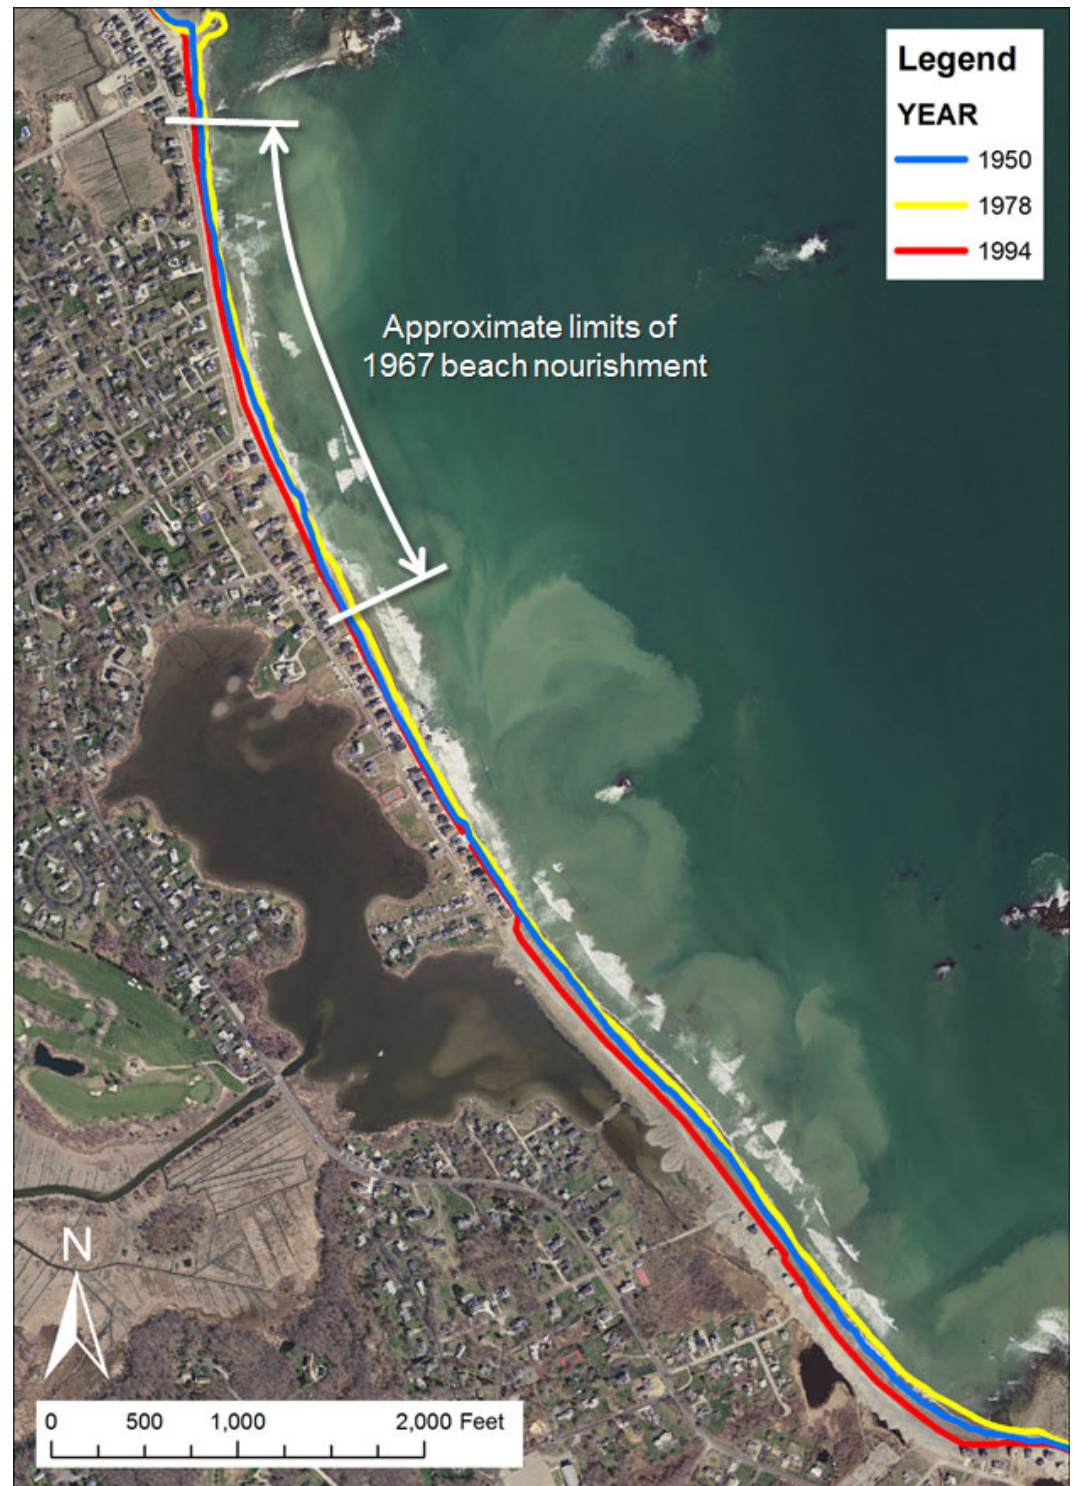 Legend
YEAR
1950
1978
1994
Approximate limits of
1967 beach nourishment
N
0 500 1,000 2,000 Feet